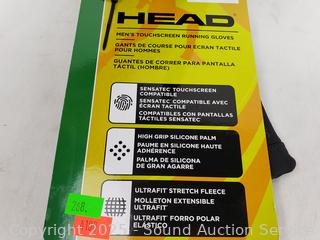 HEAD
MEN'S TOUCHSCREEN RUNNING GLOVES
GANTS DE COURSE POUR ÉCRAN TACTILE
POUR HOMMES
GUANTES DE CORRER PARA PANTALLA
TÁCTIL (HOMBRE)
SENSATEC TOUCHSCREEN
COMPATIBLE
SENSATEC COMPATIBLE AVEC
ÉCRAN TACTILE
COMPATIBLES CON PANTALLAS
TÁCTILES SENSATEC
HIGH GRIP SILICONE PALM
PAUME EN SILICONE HAUTE
ADHÉRENCE
PALMA DE SILICONA
DE GRAN AGARRE
ULTRAFIT STRETCH FLEECE
MOLLETON EXTENSIBLE
ULTRAFIT
ULTRAFIT FORRO POLAR
ELÁSTICO
268.
Copyright 2025 - Sound Auction Service